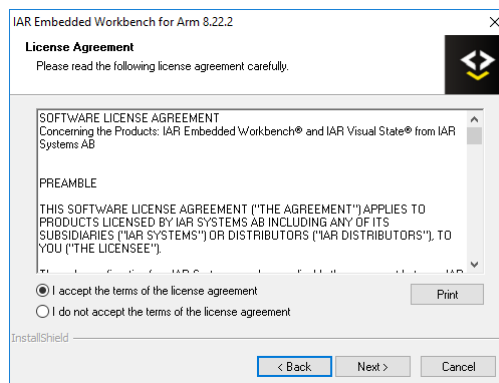 IAR Embedded Workbench for Arm 8.22.2
License Agreement
Please read the following license agreement carefully.
SOFTWARE LICENSE AGREEMENT
Concerning the Products: IAR Embedded Workbench® and IAR Visual State® from IAR
Systems AB
PREAMBLE
THIS SOFTWARE LICENSE AGREEMENT ("THE AGREEMENT") APPLIES TO
PRODUCTS LICENSED BY IAR SYSTEMS AB INCLUDING ANY OF ITS
SUBSIDIARIES ("IAR SYSTEMS") OR DISTRIBUTORS ("IAR DISTRIBUTORS"), TO
YOU ("THE LICENSEE").
I accept the terms of the license agreement
Print
I do not accept the terms of the license agreement
InstallShield
< Back
Next >
Cancel